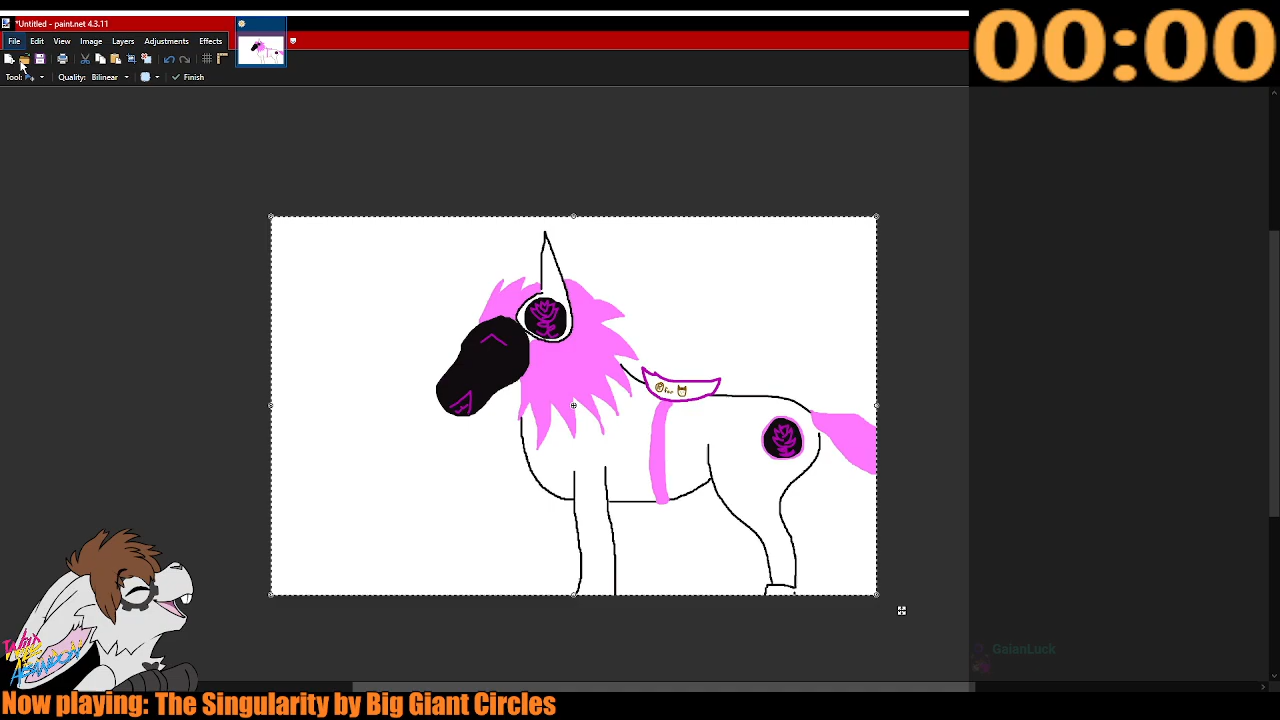 *Untitled - paint.net 4.3.11
00:00
File Edit View Image Layers Adjustments Effects
Tool: Quality: Bilinear Finish
for
GaianLuck
Now playing: The Singularity by Big Giant Circles